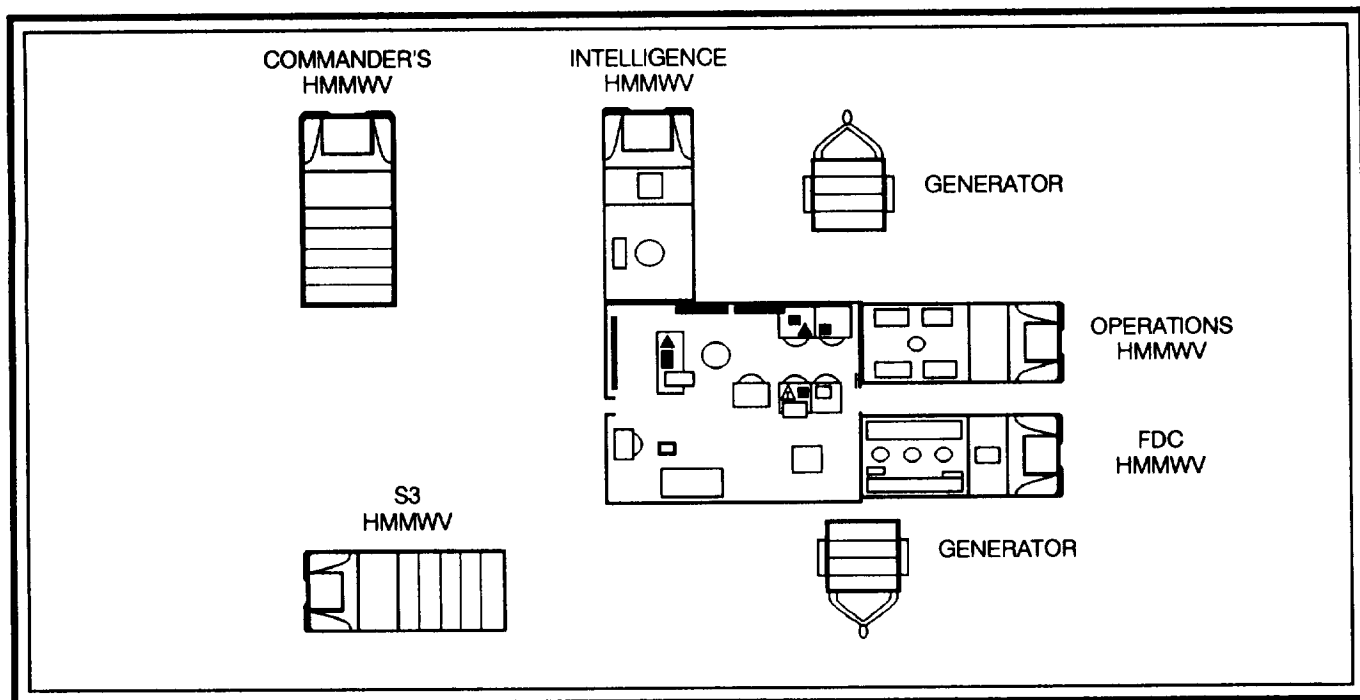 COMMANDER'S
HMMWV
INTELLIGENCE
HMMWV
GENERATOR
OPERATIONS
HMMWV
FDC
HMMWV
S3
HMMWV
GENERATOR